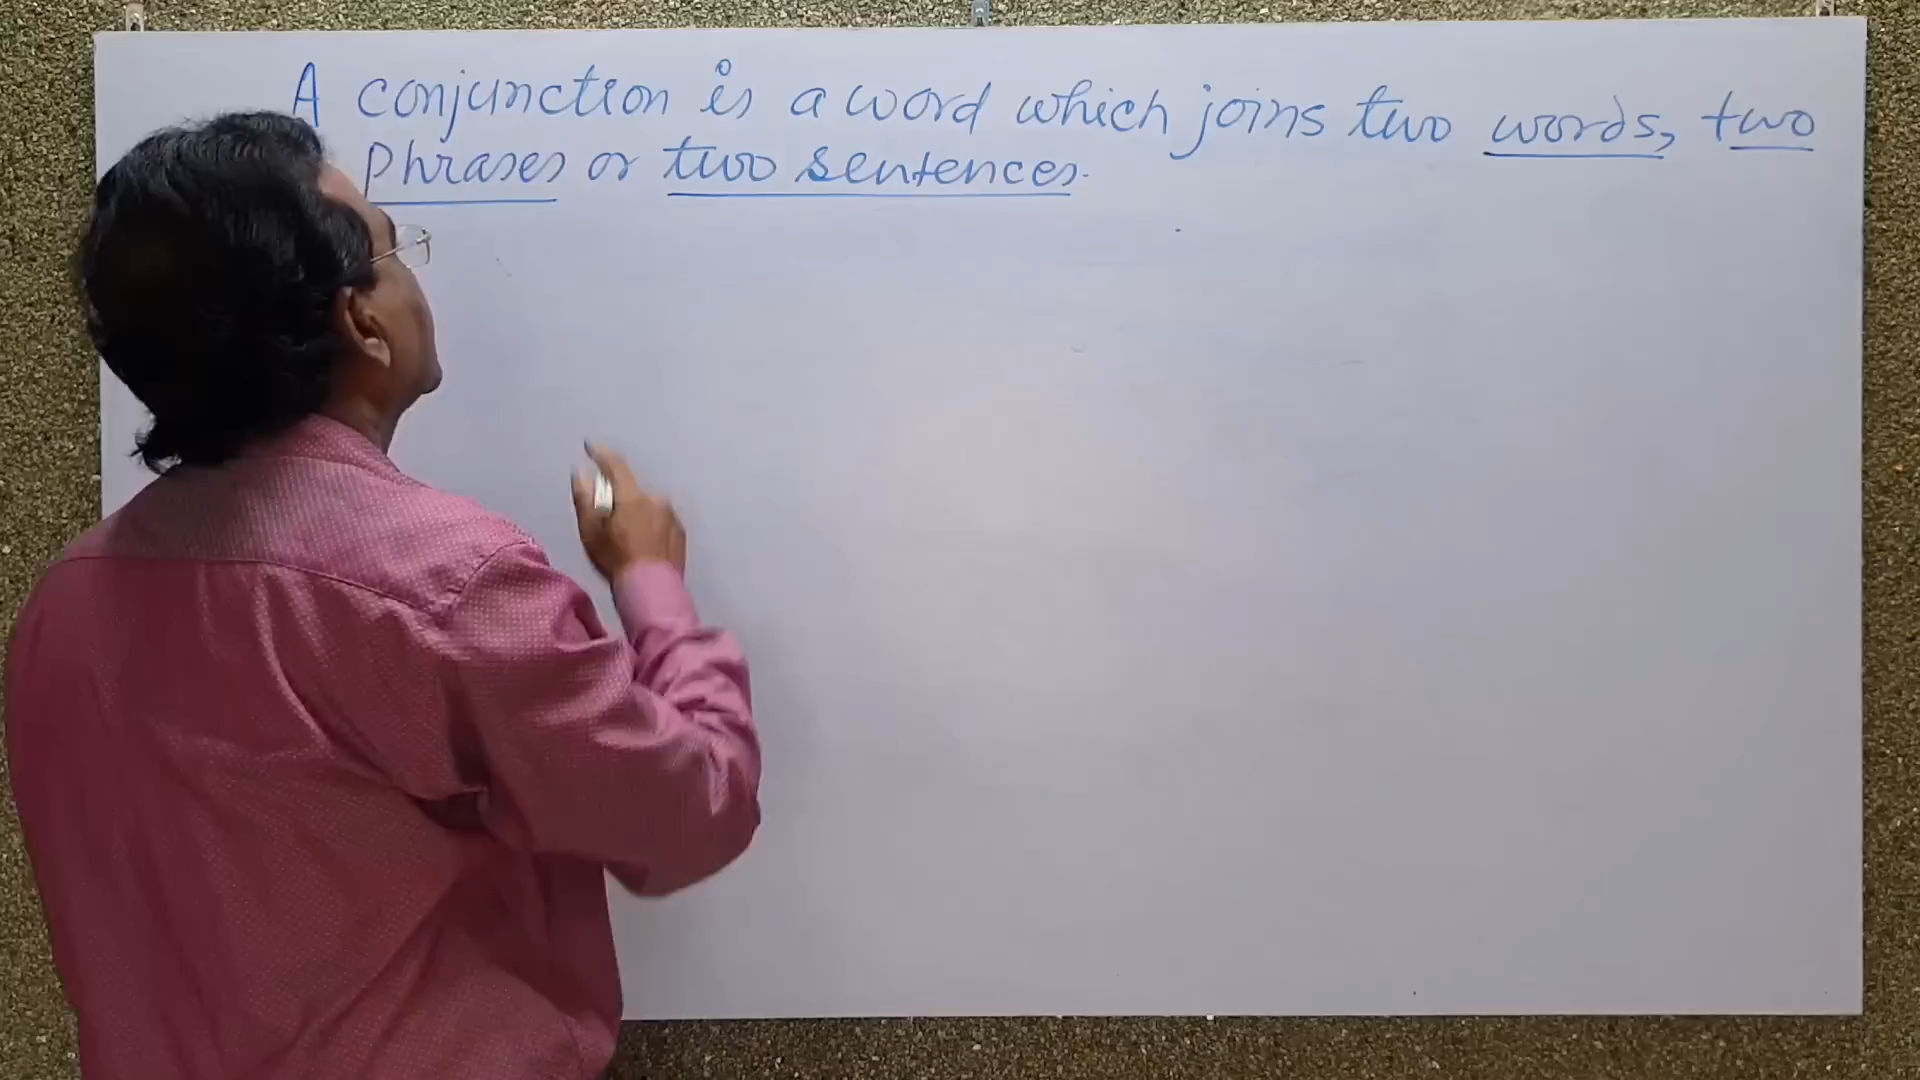 A conjunction is a word which joins two words, two
Phrases or two sentences.